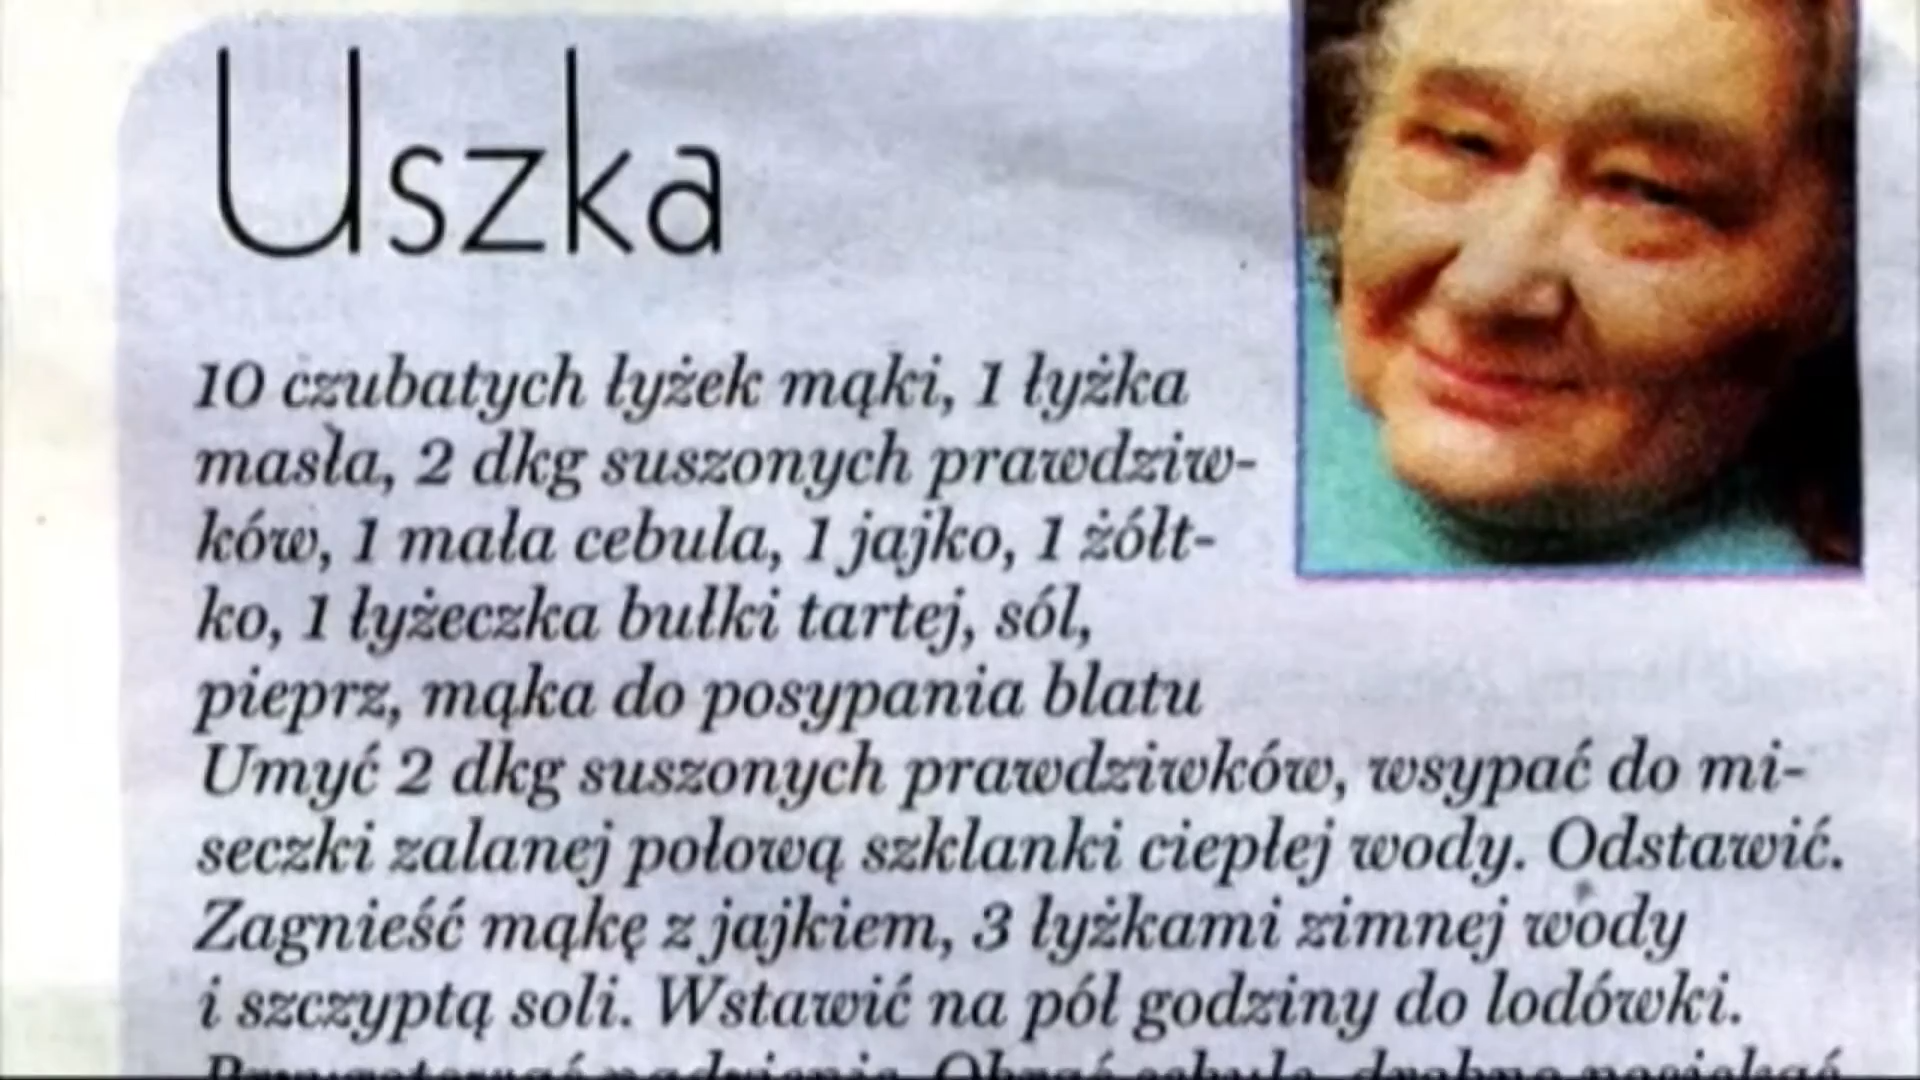 Uszka
10 czubatych łyżek mąki, 1 łyżka
masła, 2 dkg suszonych prawdziw-
ków, 1 mała cebula, 1 jajko, 1 żółt-
ko, 1 łyżeczka bułki tartej, sól,
pieprz, mąka do posypania blatu
Umyć 2 dkg suszonych prawdziwków, wsypać do mi-
seczki zalanej połową szklanki ciepłej wody. Odstawić.
Zagnieść mąkę z jajkiem, 3 łyżkami zimnej wody
i szczyptą soli. Wstawić na pół godziny do lodówki.